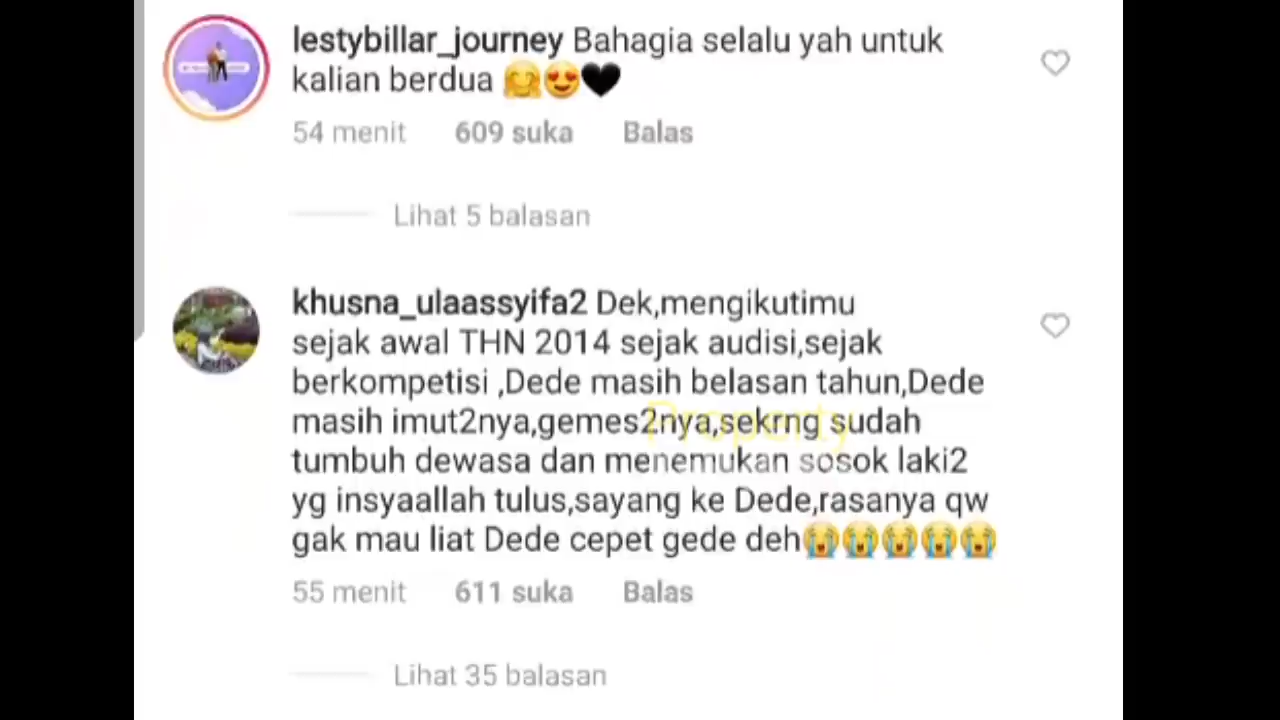 lestybillar_journey Bahagia selalu yah untuk
kalian berdua 🤗😍🖤
54 menit 609 suka Balas
Lihat 5 balasan
khusna_ulaassyifa2 Dek,mengikutimu
sejak awal THN 2014 sejak audisi,sejak
berkompetisi ,Dede masih belasan tahun,Dede
masih imut2nya,gemes2nya,sekrng sudah
Property
tumbuh dewasa dan menemukan sosok laki2
yg insyaallah tulus,sayang ke Dede,rasanya qw
gak mau liat Dede cepet gede deh😭😭😭😭😭
55 menit 611 suka Balas
Lihat 35 balasan